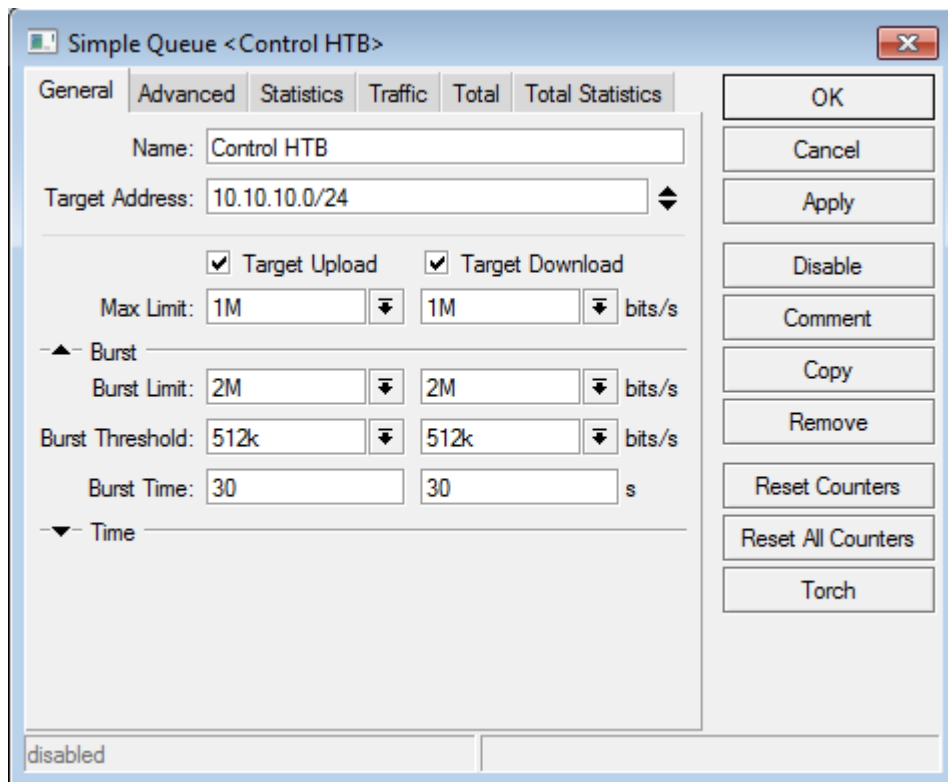 Simple Queue <Control HTB>
General Advanced Statistics Traffic Total Total Statistics
Name: Control HTB
Target Address: 10.10.10.0/24
Target Upload Target Download
Max Limit: 1M 1M bits/s
Burst
Burst Limit: 2M 2M bits/s
Burst Threshold: 512k 512k bits/s
Burst Time: 30 30 s
Time
OK
Cancel
Apply
Disable
Comment
Copy
Remove
Reset Counters
Reset All Counters
Torch
disabled